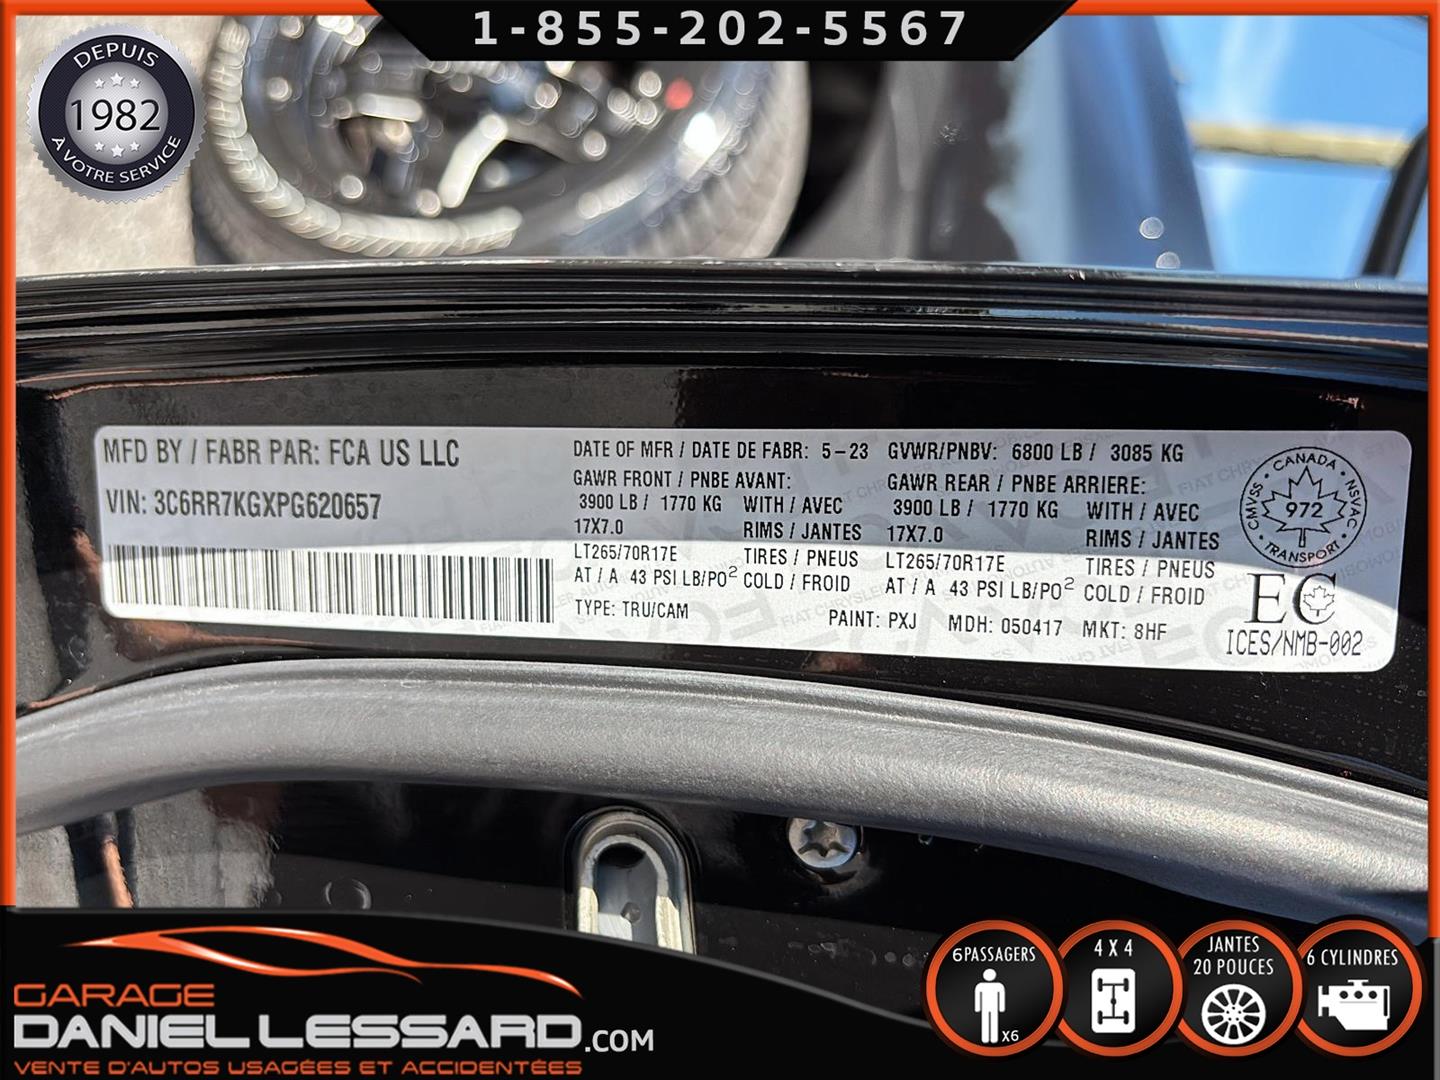 1-855-202-5567
DEPUIS
1982
A VOTRE SERVICE
MFD BY / FABR PAR: FCA US LLC
VIN: 3C6RR7KGXPG620657
DATE OF MFR / DATE DE FABR: 5-23
GVWR/PNBV: 6800 LB / 3085 KG
GAWR FRONT / PNBE AVANT:
3900 LB / 1770 KG WITH / AVEC
17X7.0 RIMS / JANTES
LT265/70R17E TIRES / PNEUS
AT / A 43 PSI LB/PO² COLD / FROID
GAWR REAR / PNBE ARRIERE:
3900 LB / 1770 KG WITH / AVEC
17X7.0 RIMS / JANTES
LT265/70R17E TIRES / PNEUS
AT / A 43 PSI LB/PO² COLD / FROID
TYPE: TRU/CAM
PAINT: PXJ MDH: 050417 MKT: 8HF
CANADA
CMVSS NSVAC
972
TRANSPORT
EC
ICES/NMB-002
GARAGE
DANIEL LESSARD.COM
VENTE D'AUTOS USAGÉES ET ACCIDENTÉES
6 PASSAGERS
X6
4 X 4
JANTES
20 POUCES
6 CYLINDRES